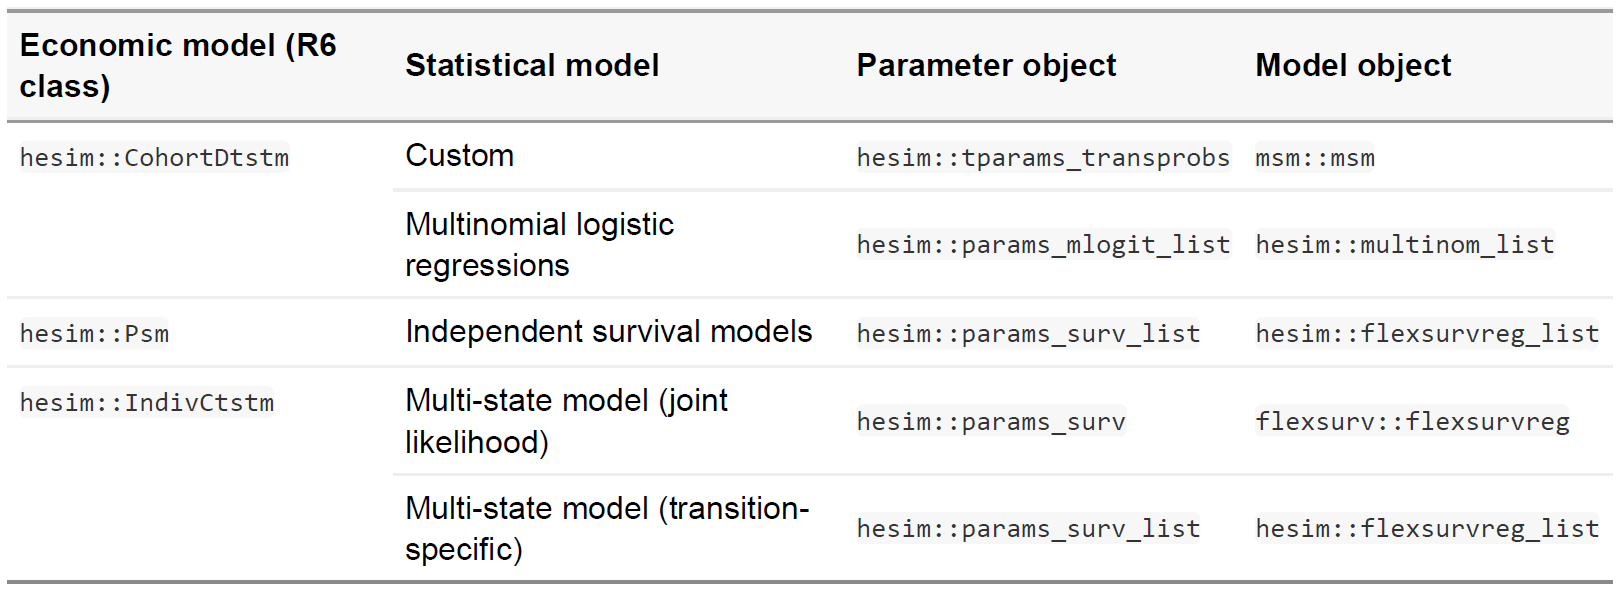 Economic model (R6
class)
Statistical model
Parameter object
Model object
hesim::CohortDtstm
Custom
hesim::tparams_transprobs
msm::msm
Multinomial logistic
regressions
hesim::params_mlogit_list
hesim::multinom_list
hesim::Psm
Independent survival models
hesim::params_surv_list
hesim::flexsurvreg_list
hesim::IndivCtstm
Multi-state model (joint
likelihood)
hesim::params_surv
flexsurv::flexsurvreg
Multi-state model (transition-
specific)
hesim::params_surv_list
hesim::flexsurvreg_list